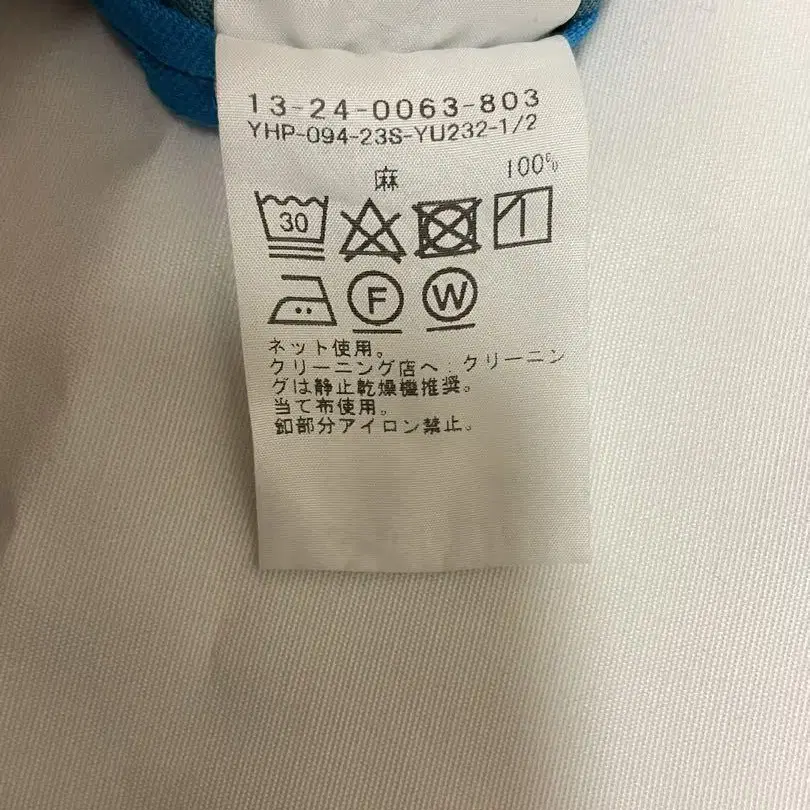 13-24-0063-803
YHP-094-23S-YU232-1/2
麻 100%
30
F W
ネット使用。
クリーニング店へ:クリーニン
グは静止乾燥機推奨。
当て布使用。
釦部分アイロン禁止。